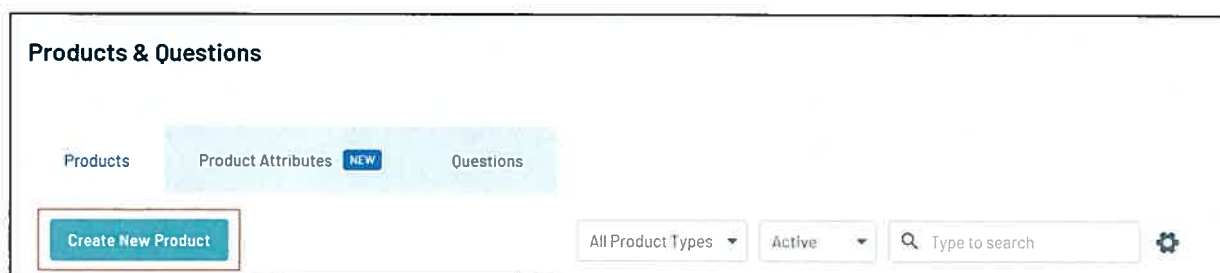 Products & Questions
Products Product Attributes NEW Questions
Create New Product All Product Types Active Type to search